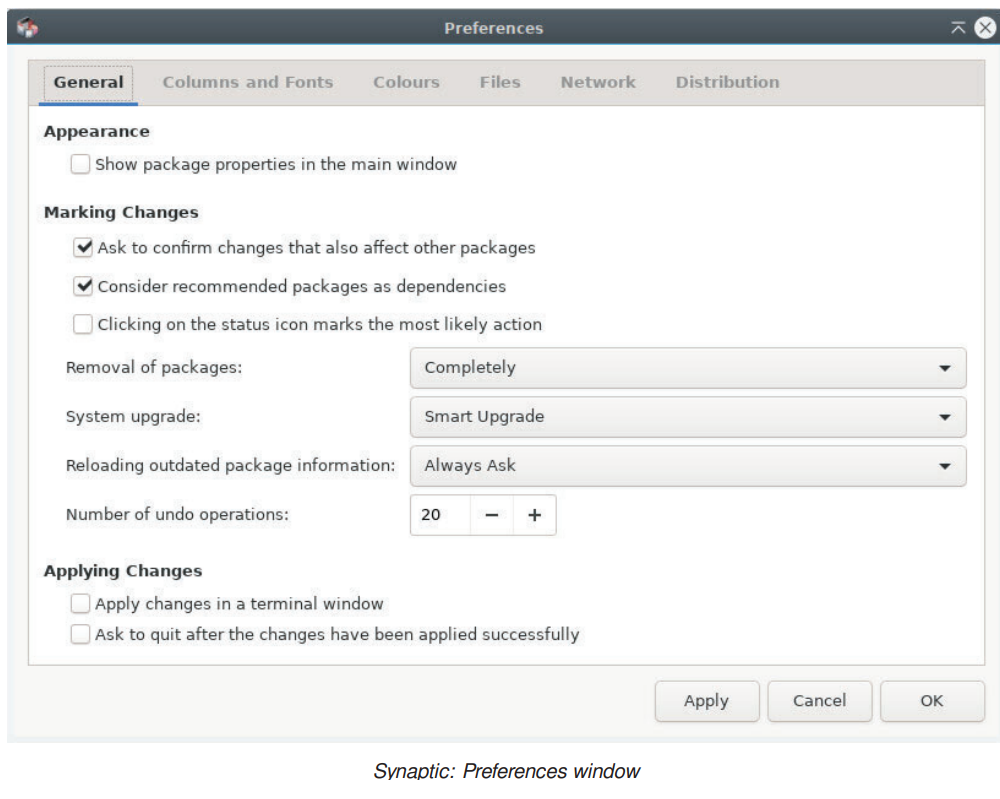 Preferences
General Columns and Fonts Colours Files Network Distribution
Appearance
Show package properties in the main window
Marking Changes
Ask to confirm changes that also affect other packages
Consider recommended packages as dependencies
Clicking on the status icon marks the most likely action
Removal of packages: Completely
System upgrade: Smart Upgrade
Reloading outdated package information: Always Ask
Number of undo operations: 20 − +
Applying Changes
Apply changes in a terminal window
Ask to quit after the changes have been applied successfully
Apply Cancel OK
Synaptic: Preferences window